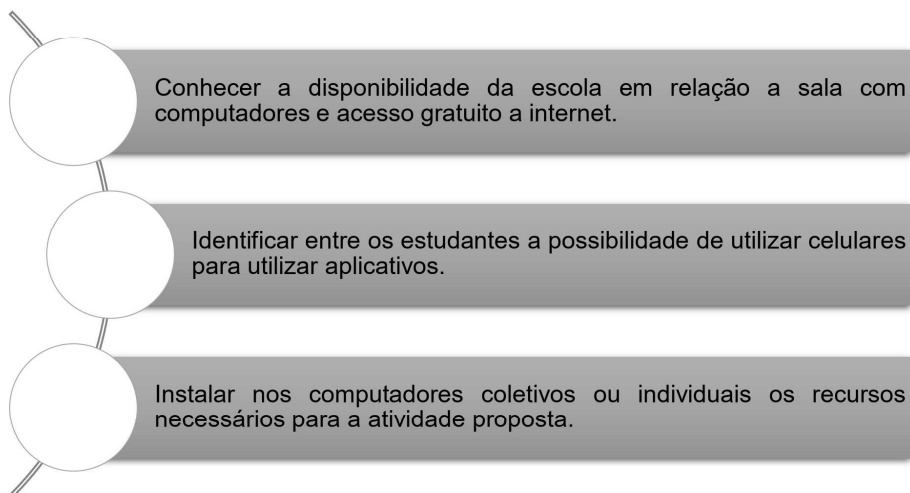 Conhecer a disponibilidade da escola em relação a sala com
computadores e acesso gratuito a internet.
Identificar entre os estudantes a possibilidade de utilizar celulares
para utilizar aplicativos.
Instalar nos computadores coletivos ou individuais os recursos
necessários para a atividade proposta.